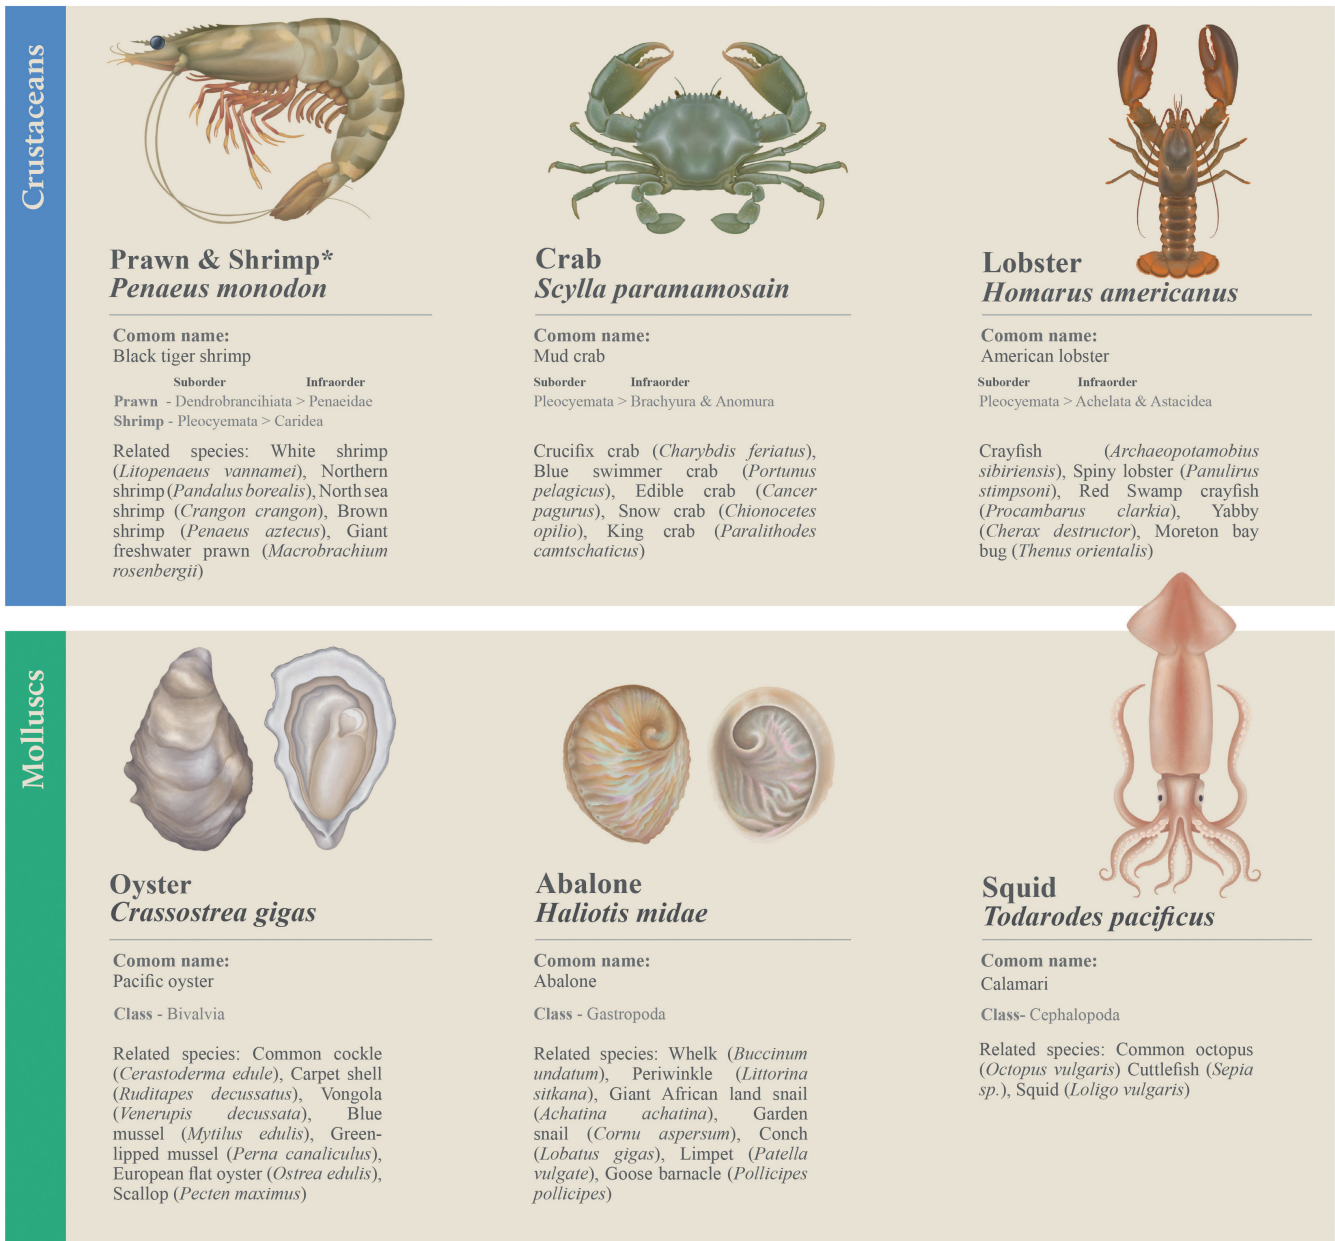 Crustaceans
Prawn & Shrimp*
Penaeus monodon
Comom name:
Black tiger shrimp
Suborder Infraorder
Prawn - Dendrobrancihiata > Penaeidae
Shrimp - Pleocyemata > Caridea
Related species: White shrimp
(Litopenaeus vannamei), Northern
shrimp (Pandalus borealis), North sea
shrimp (Crangon crangon), Brown
shrimp (Penaeus aztecus), Giant
freshwater prawn (Macrobrachium
rosenbergii)
Crab
Scylla paramamosain
Comom name:
Mud crab
Suborder Infraorder
Pleocyemata > Brachyura & Anomura
Crucifix crab (Charybdis feriatus),
Blue swimmer crab (Portunus
pelagicus), Edible crab (Cancer
pagurus), Snow crab (Chionocetes
opilio), King crab (Paralithodes
camtschaticus)
Lobster
Homarus americanus
Comom name:
American lobster
Suborder Infraorder
Pleocyemata > Achelata & Astacidea
Crayfish (Archaeopotamobius
sibiriensis), Spiny lobster (Panulirus
stimpsoni), Red Swamp crayfish
(Procambarus clarkia), Yabby
(Cherax destructor), Moreton bay
bug (Thenus orientalis)
Molluscs
Oyster
Crassostrea gigas
Comom name:
Pacific oyster
Class - Bivalvia
Related species: Common cockle
(Cerastoderma edule), Carpet shell
(Ruditapes decussatus), Vongola
(Venerupis decussata), Blue
mussel (Mytilus edulis), Green-
lipped mussel (Perna canaliculus),
European flat oyster (Ostrea edulis),
Scallop (Pecten maximus)
Abalone
Haliotis midae
Comom name:
Abalone
Class - Gastropoda
Related species: Whelk (Buccinum
undatum), Periwinkle (Littorina
sitkana), Giant African land snail
(Achatina achatina), Garden
snail (Cornu aspersum), Conch
(Lobatus gigas), Limpet (Patella
vulgate), Goose barnacle (Pollicipes
pollicipes)
Squid
Todarodes pacificus
Comom name:
Calamari
Class- Cephalopoda
Related species: Common octopus
(Octopus vulgaris) Cuttlefish (Sepia
sp.), Squid (Loligo vulgaris)